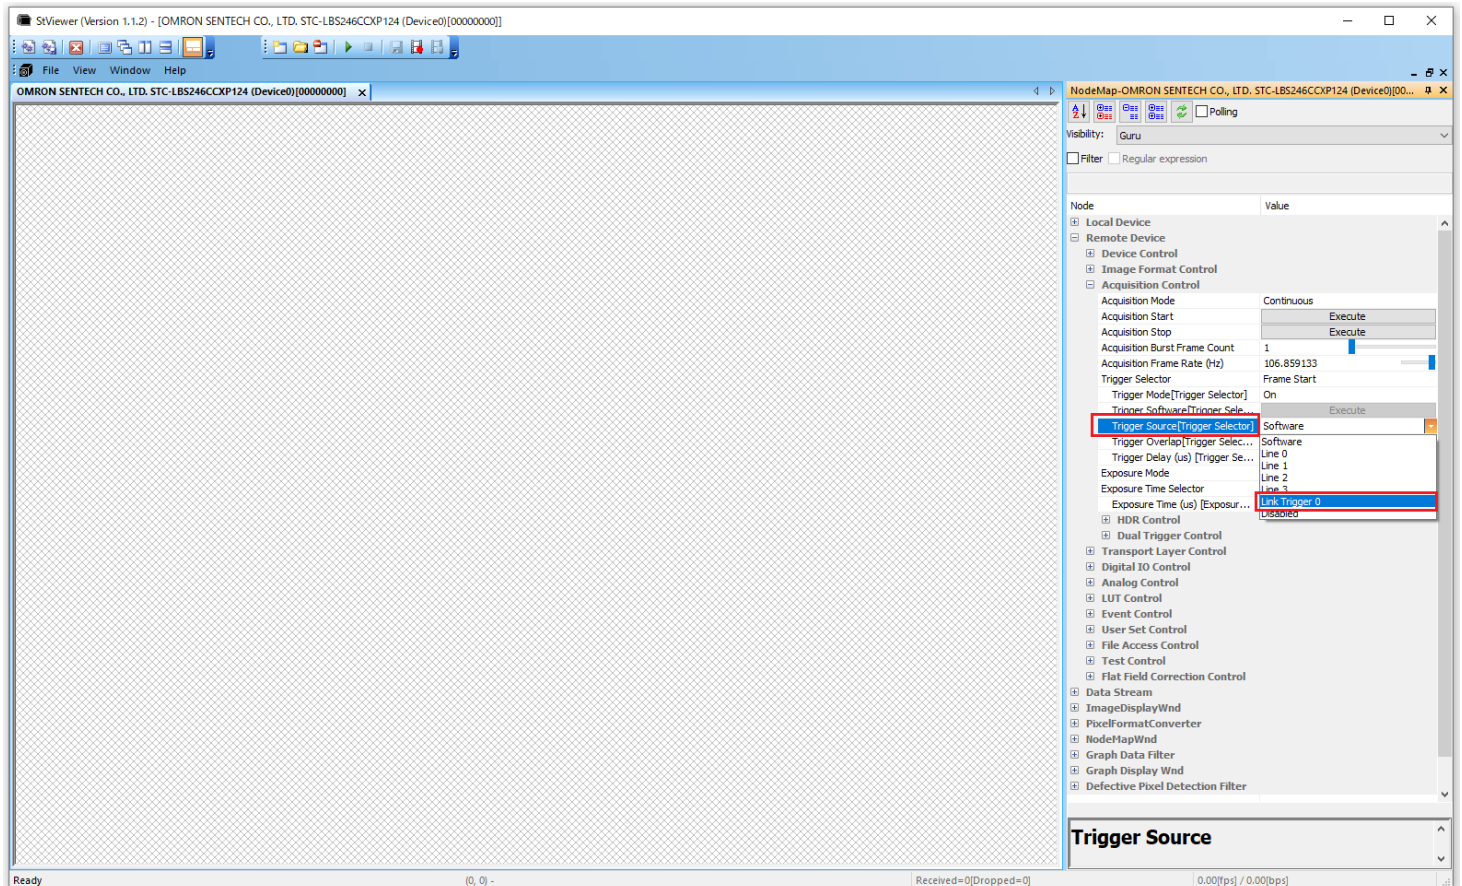 StViewer (Version 1.1.2) - [OMRON SENTECH CO., LTD. STC-LBS246CCXP124 (Device0)[00000000]]
File View Window Help
OMRON SENTECH CO., LTD. STC-LBS246CCXP124 (Device0)[00000000]
NodeMap-OMRON SENTECH CO., LTD. STC-LBS246CCXP124 (Device0)[00...
Polling
Visibility: Guru
Filter Regular expression
Node Value
Local Device
Remote Device
Device Control
Image Format Control
Acquisition Control
Acquisition Mode Continuous
Acquisition Start Execute
Acquisition Stop Execute
Acquisition Burst Frame Count 1
Acquisition Frame Rate (Hz) 106.859133
Trigger Selector Frame Start
Trigger Mode[Trigger Selector] On
Trigger Software[Trigger Sele... Execute
Trigger Source[Trigger Selector] Software
Trigger Overlap[Trigger Selec... Software
Line 0
Trigger Delay (us) [Trigger Se... Line 1
Exposure Mode Line 2
Exposure Time Selector Line 3
Exposure Time (us) [Exposur... Link Trigger 0
Disabled
HDR Control
Dual Trigger Control
Transport Layer Control
Digital IO Control
Analog Control
LUT Control
Event Control
User Set Control
File Access Control
Test Control
Flat Field Correction Control
Data Stream
ImageDisplayWnd
PixelFormatConverter
NodeMapWnd
Graph Data Filter
Graph Display Wnd
Defective Pixel Detection Filter
Trigger Source
Ready (0, 0) - Received=0[Dropped=0] 0.00[fps] / 0.00[bps]